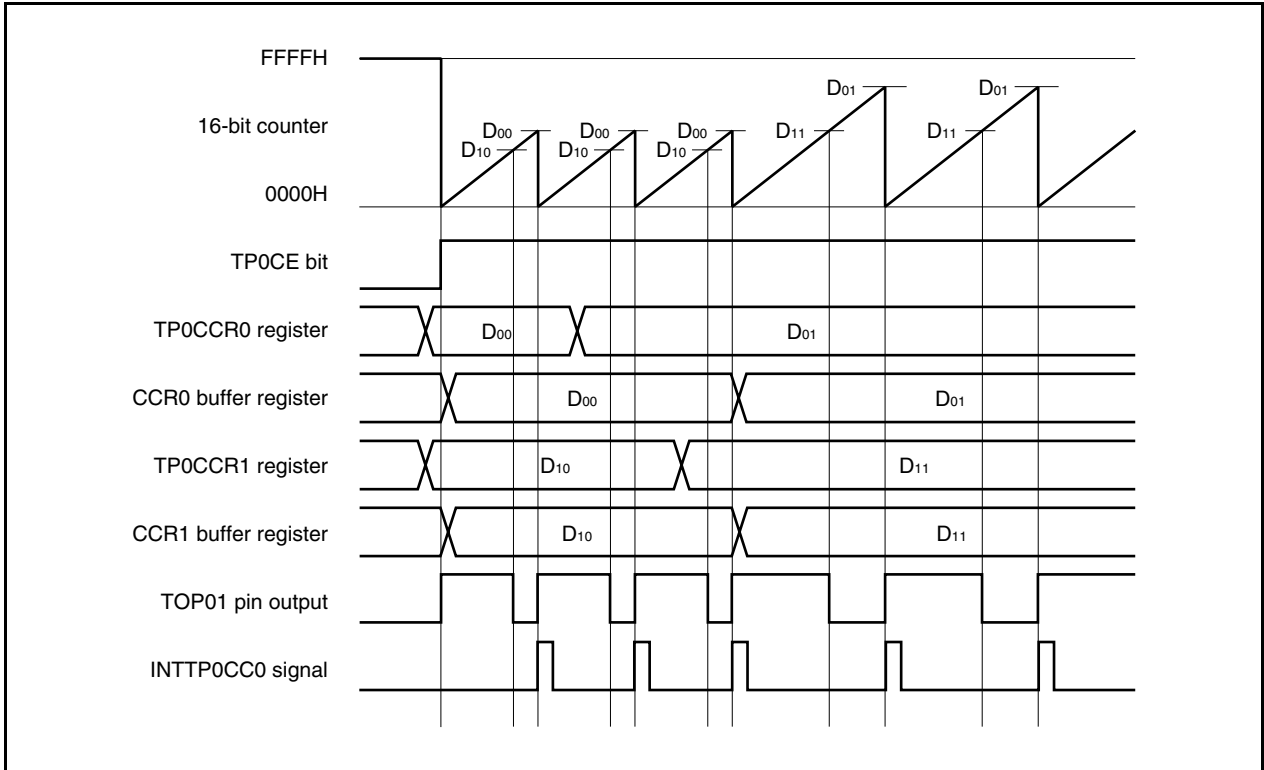 FFFFH
16-bit counter
0000H
D01 D01
D00 D00 D00 D11 D11
D10 D10 D10
TP0CE bit
TP0CCR0 register D00 D01
CCR0 buffer register D00 D01
TP0CCR1 register D10 D11
CCR1 buffer register D10 D11
TOP01 pin output
INTTP0CC0 signal